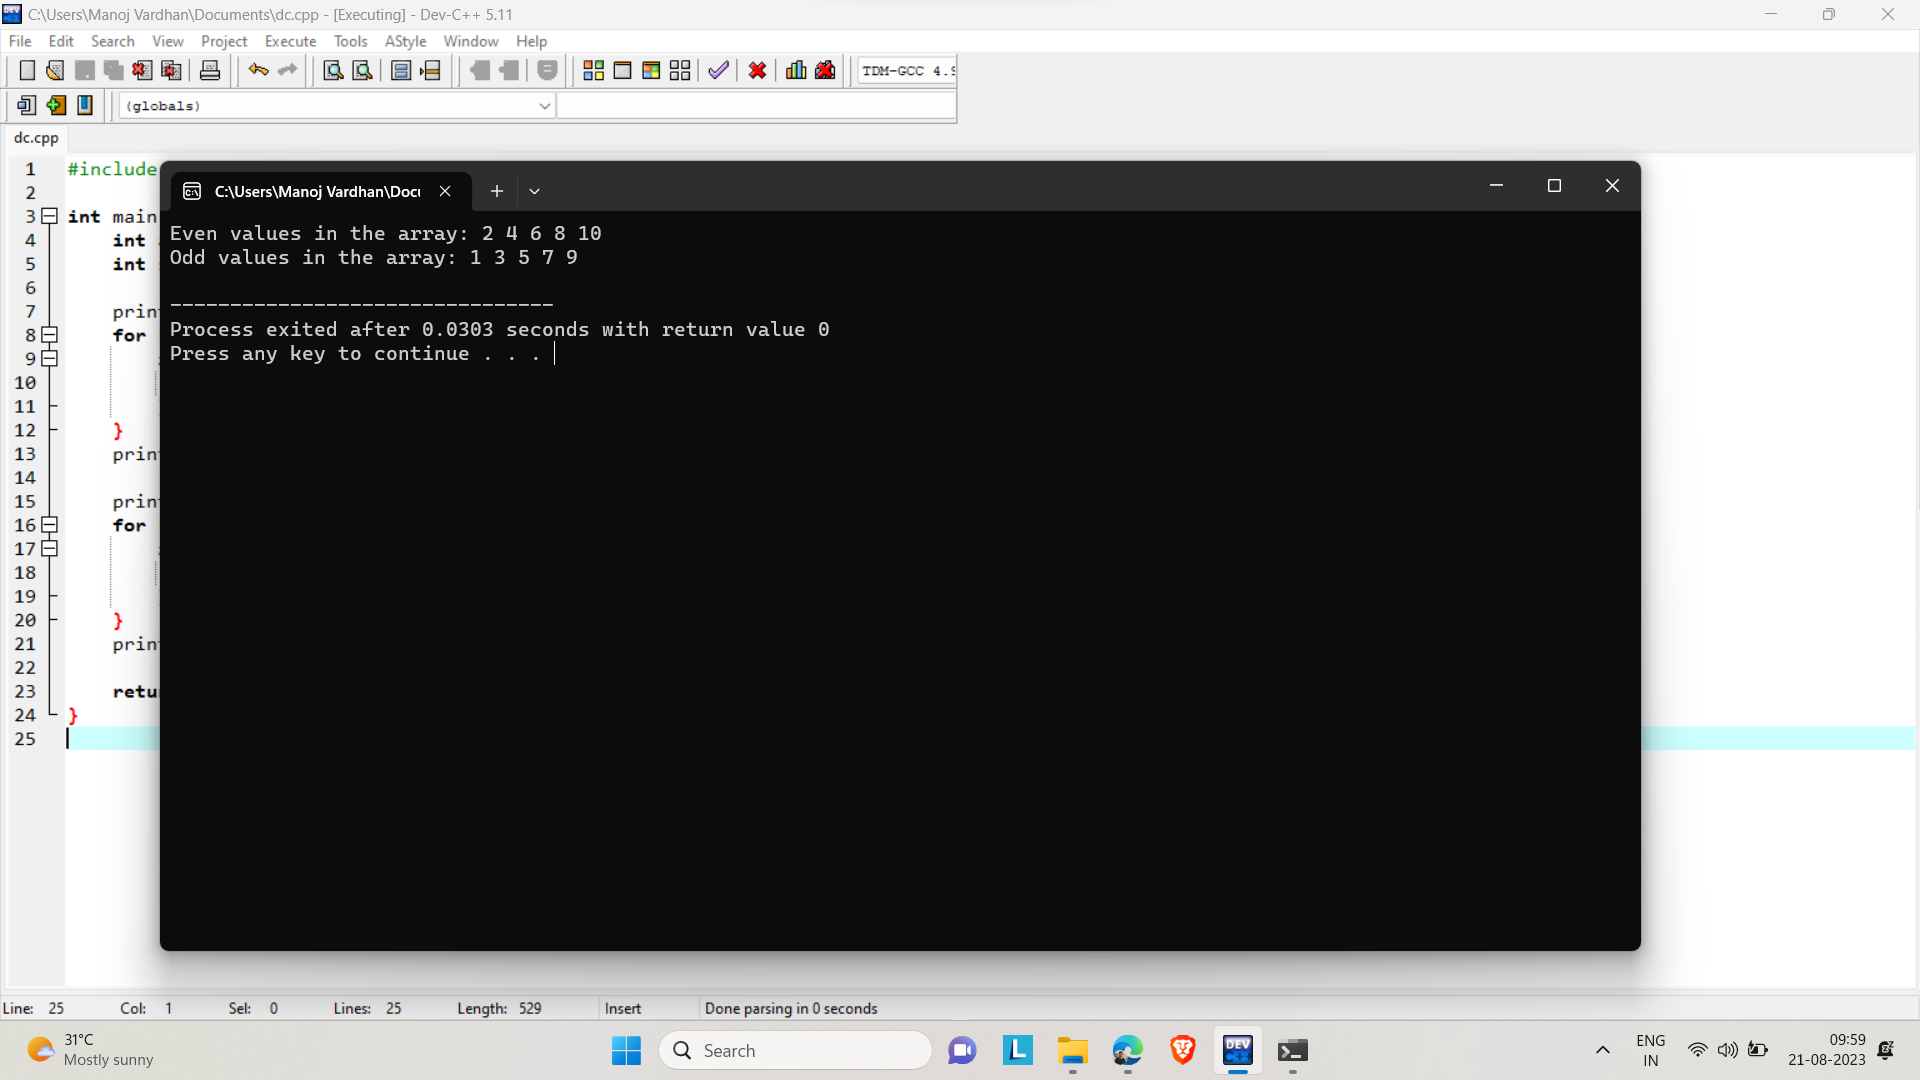 C:\Users\Manoj Vardhan\Documents\dc.cpp - [Executing] - Dev-C++ 5.11
File Edit Search View Project Execute Tools AStyle Window Help
TDM-GCC 4.9
(globals)
dc.cpp
1 #include
2
3 int main
4 int
5 int
6
7 prin
8 for
9
10
11
12 }
13 prin
14
15 prin
16 for
17
18
19
20 }
21 prin
22
23 retu
24 }
25
C:\Users\Manoj Vardhan\Docu
Even values in the array: 2 4 6 8 10
Odd values in the array: 1 3 5 7 9
--------------------------------
Process exited after 0.0303 seconds with return value 0
Press any key to continue . . .
Line: 25 Col: 1 Sel: 0 Lines: 25 Length: 529 Insert Done parsing in 0 seconds
31°C
Mostly sunny
Search
L
DEV
C++
ENG
IN
09:59
21-08-2023